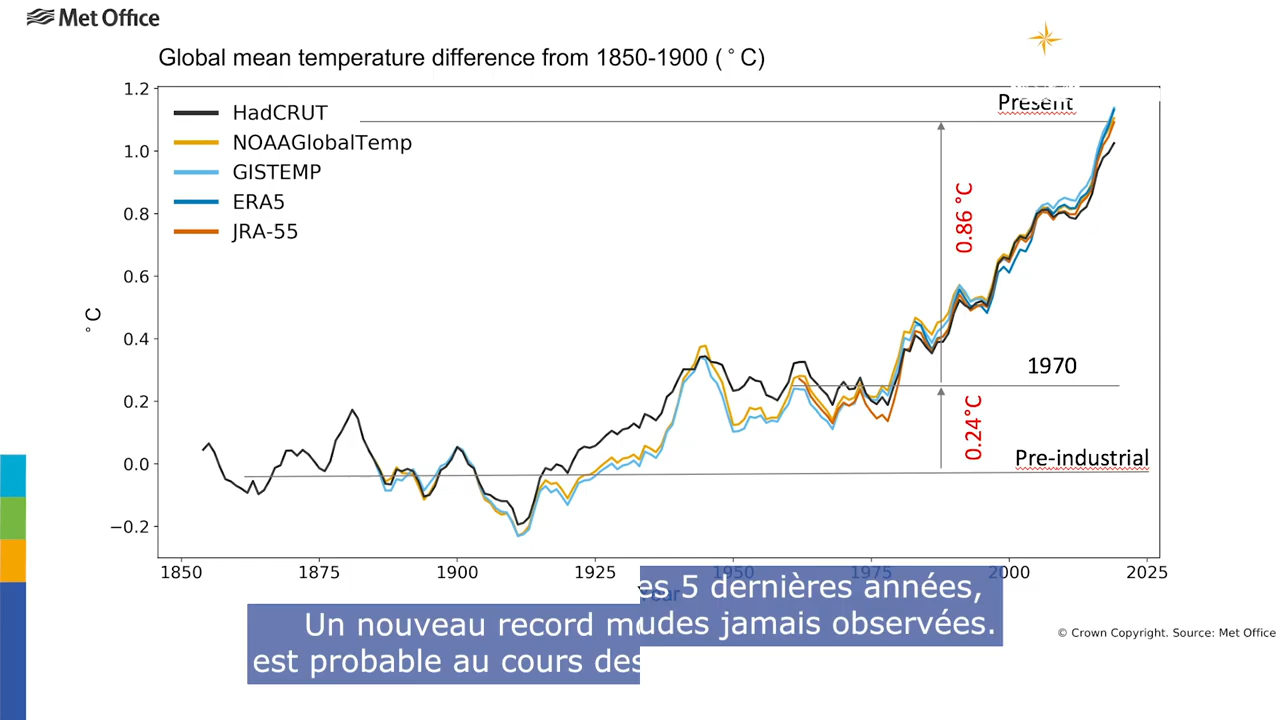 Met Office
Global mean temperature difference from 1850-1900 (°C)
1.2
1.0
0.8
0.6
0.4
0.2
0.0
−0.2
°C
HadCRUT
NOAAGlobalTemp
GISTEMP
ERA5
JRA-55
Present
0.86 °C
1970
0.24°C
Pre-industrial
1850 1875 1900 1925 1950 1975 2000 2025
5 dernières années,
jamais observées.
Un nouveau record
est probable au cours des
© Crown Copyright. Source: Met Office